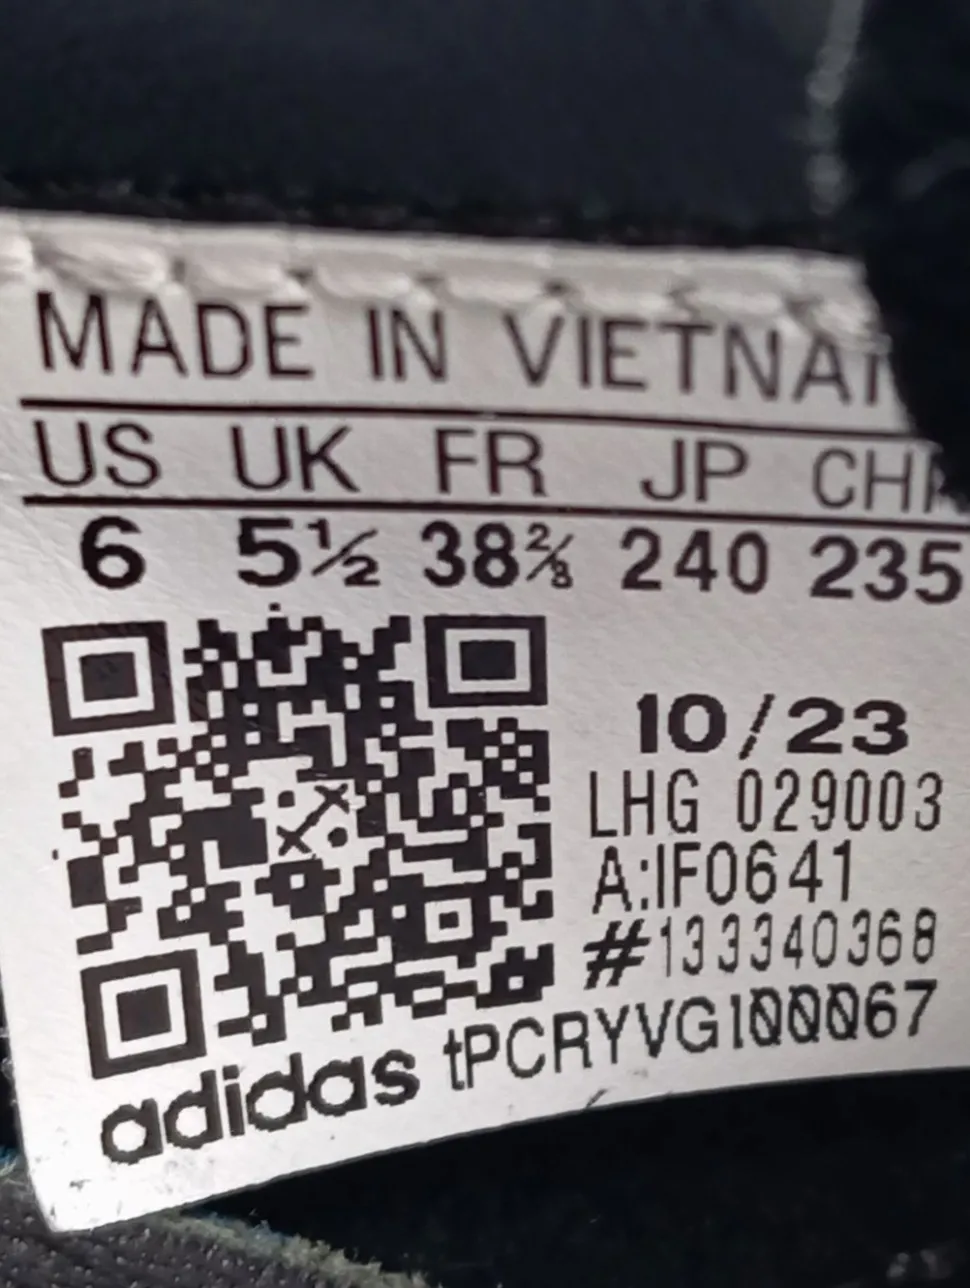 MADE IN VIETNA
US UK FR JP CH
6 5½ 38⅔ 240 235
10/23
LHG 029003
A:IF0641
#133340368
adidas tPCRYVG100067